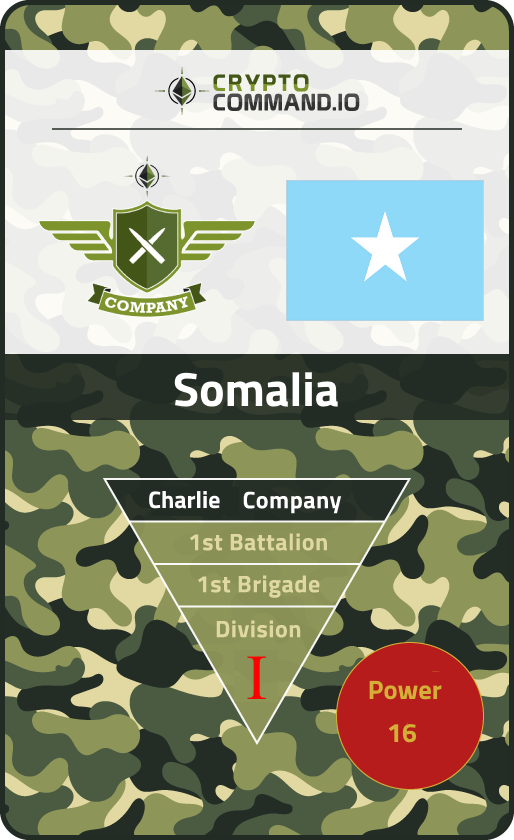 CRYPTO
COMMAND.IO
COMPANY
Somalia
Charlie Company
1st Battalion
1st Brigade
Division
I
Power
16